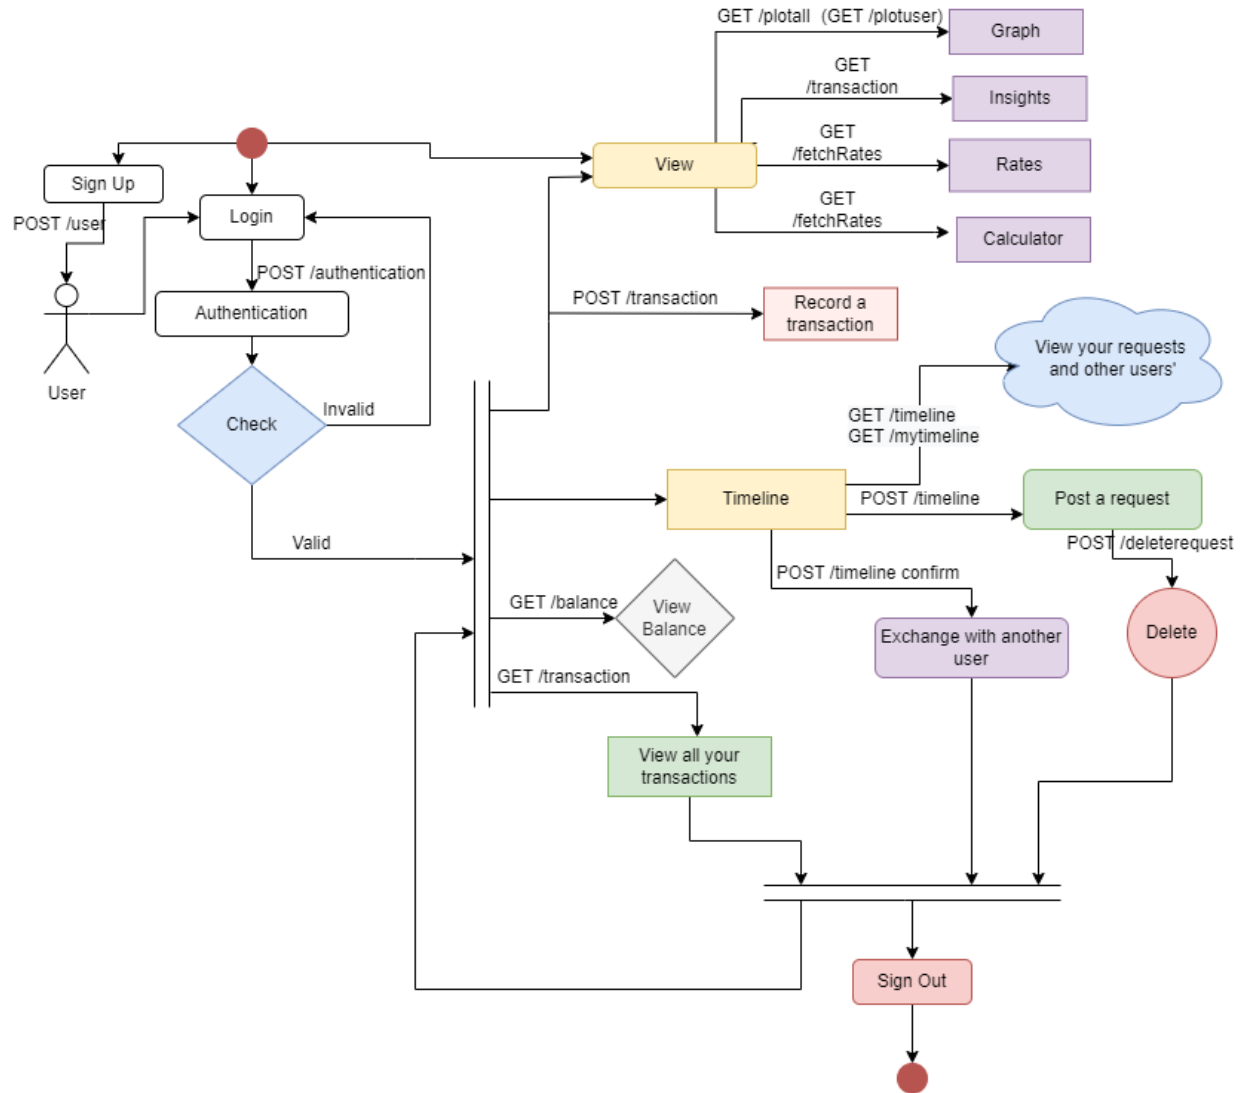 GET /plotall  (GET /plotuser)
Graph
GET
/transaction
Insights
GET
/fetchRates
View
Rates
GET
/fetchRates
Calculator
Sign Up
POST /user
Login
POST /authentication
Authentication
User
Check
Invalid
Valid
POST /transaction
Record a
transaction
View your requests
and other users'
GET /timeline
GET /mytimeline
Timeline
POST /timeline
Post a request
POST /deleterequest
POST /timeline confirm
GET /balance
View
Balance
Exchange with another
user
Delete
GET /transaction
View all your
transactions
Sign Out